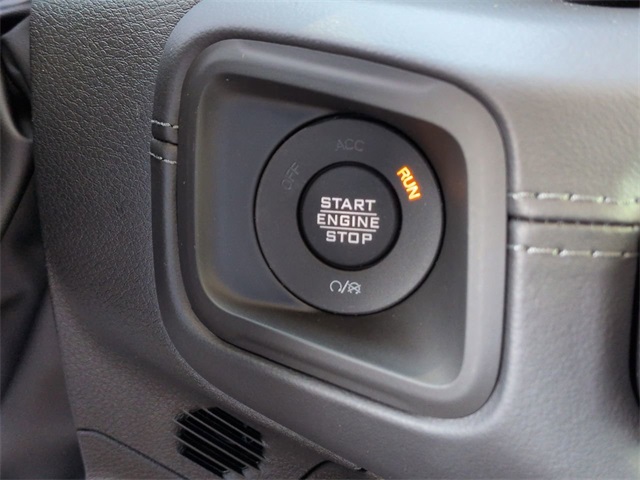 ACC
OFF
RUN
START
ENGINE
STOP